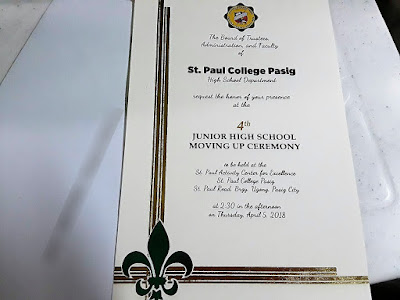 The Board of Trustees,
Administration, and Faculty
of
St. Paul College Pasig
High School Department
request the honor of your presence
at the
4th
JUNIOR HIGH SCHOOL
MOVING UP CEREMONY
to be held at the
St. Paul Activity Center for Excellence
St. Paul College Pasig
St. Paul Road, Brgy. Ugong, Pasig City
at 2:30 in the afternoon
on Thursday, April 5, 2018